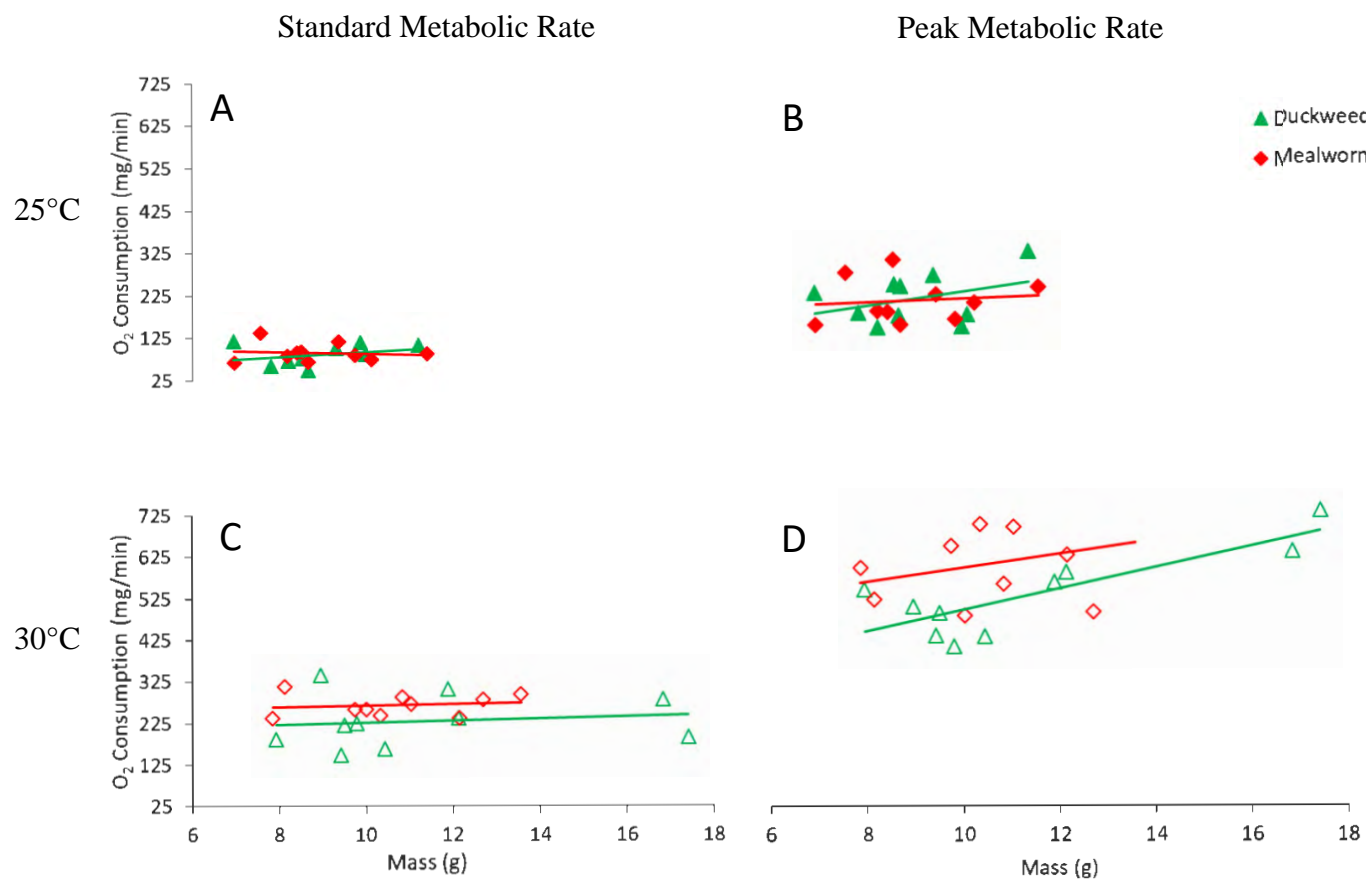 Standard Metabolic Rate
Peak Metabolic Rate
725
625
525
425
325
225
125
25
O2 Consumption (mg/min)
A
B
Duckweed
Mealworn
25°C
725
625
525
425
325
225
125
25
O2 Consumption (mg/min)
C
D
30°C
6 8 10 12 14 16 18
Mass (g)
6 8 10 12 14 16 18
Mass (g)